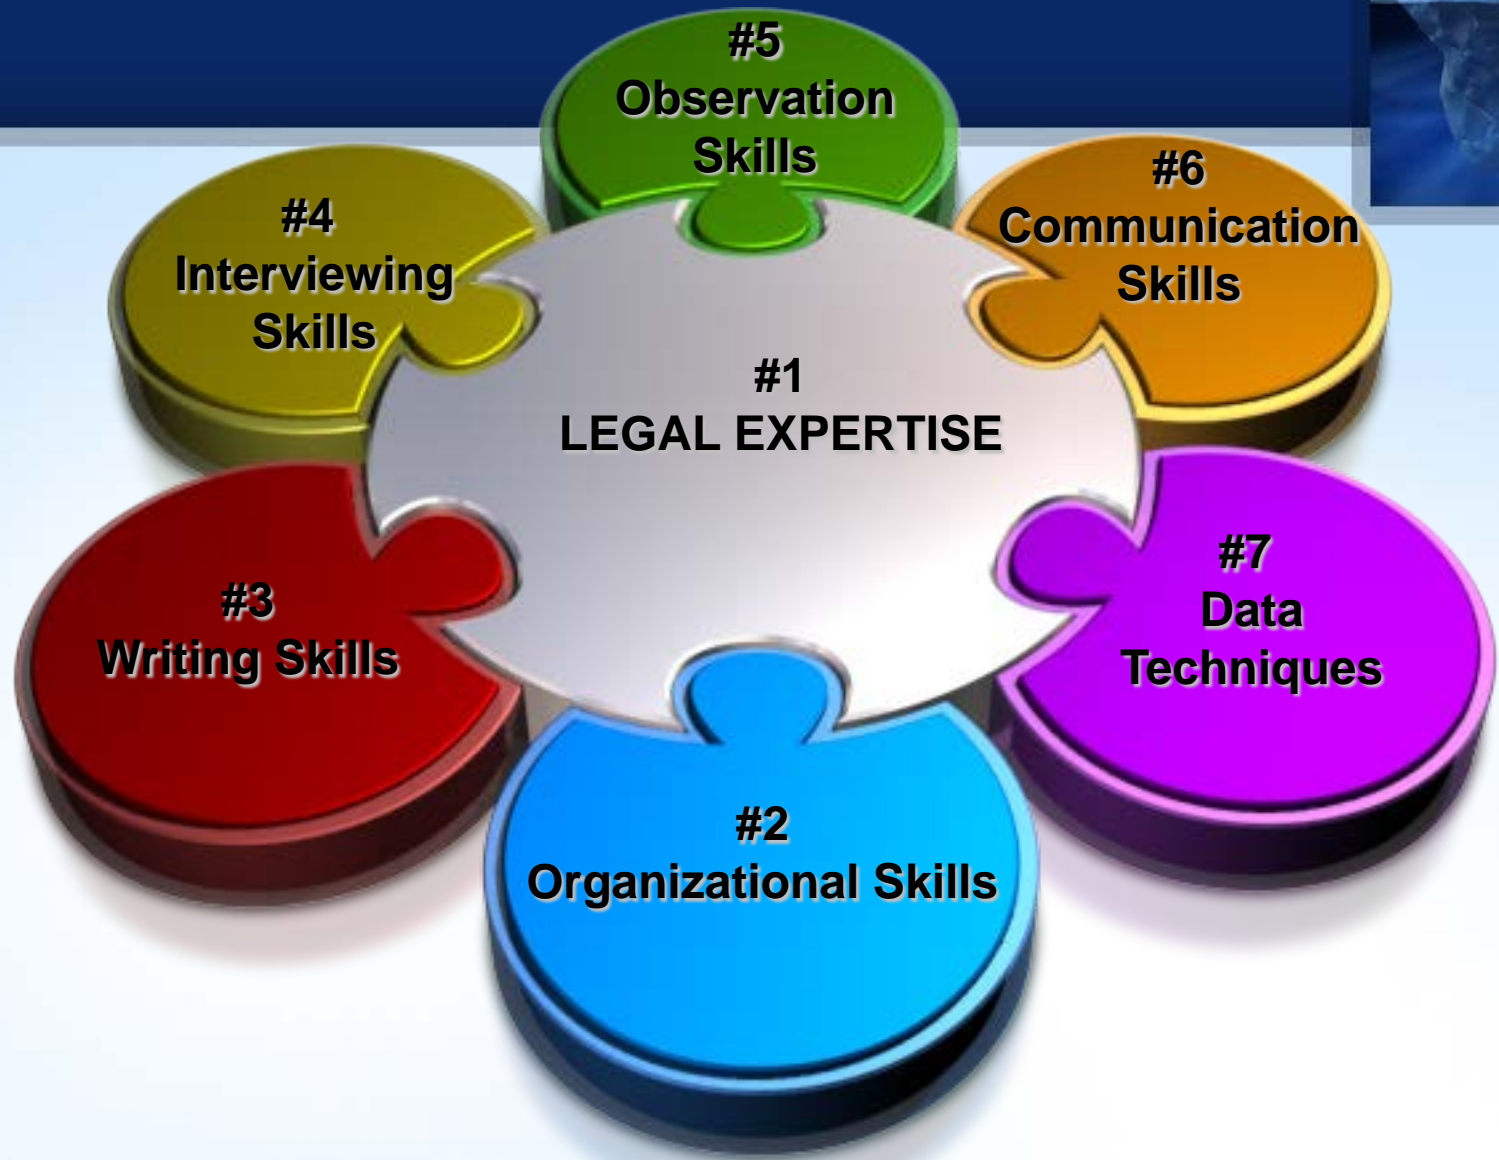 #5
Observation
Skills
#6
Communication
Skills
#4
Interviewing
Skills
#1
LEGAL EXPERTISE
#7
Data
Techniques
#3
Writing Skills
#2
Organizational Skills